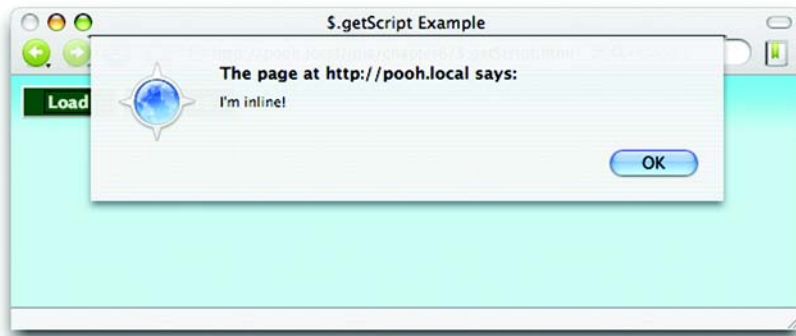 $.getScript Example
The page at http://pooh.local says:
I'm inline!
Load
OK